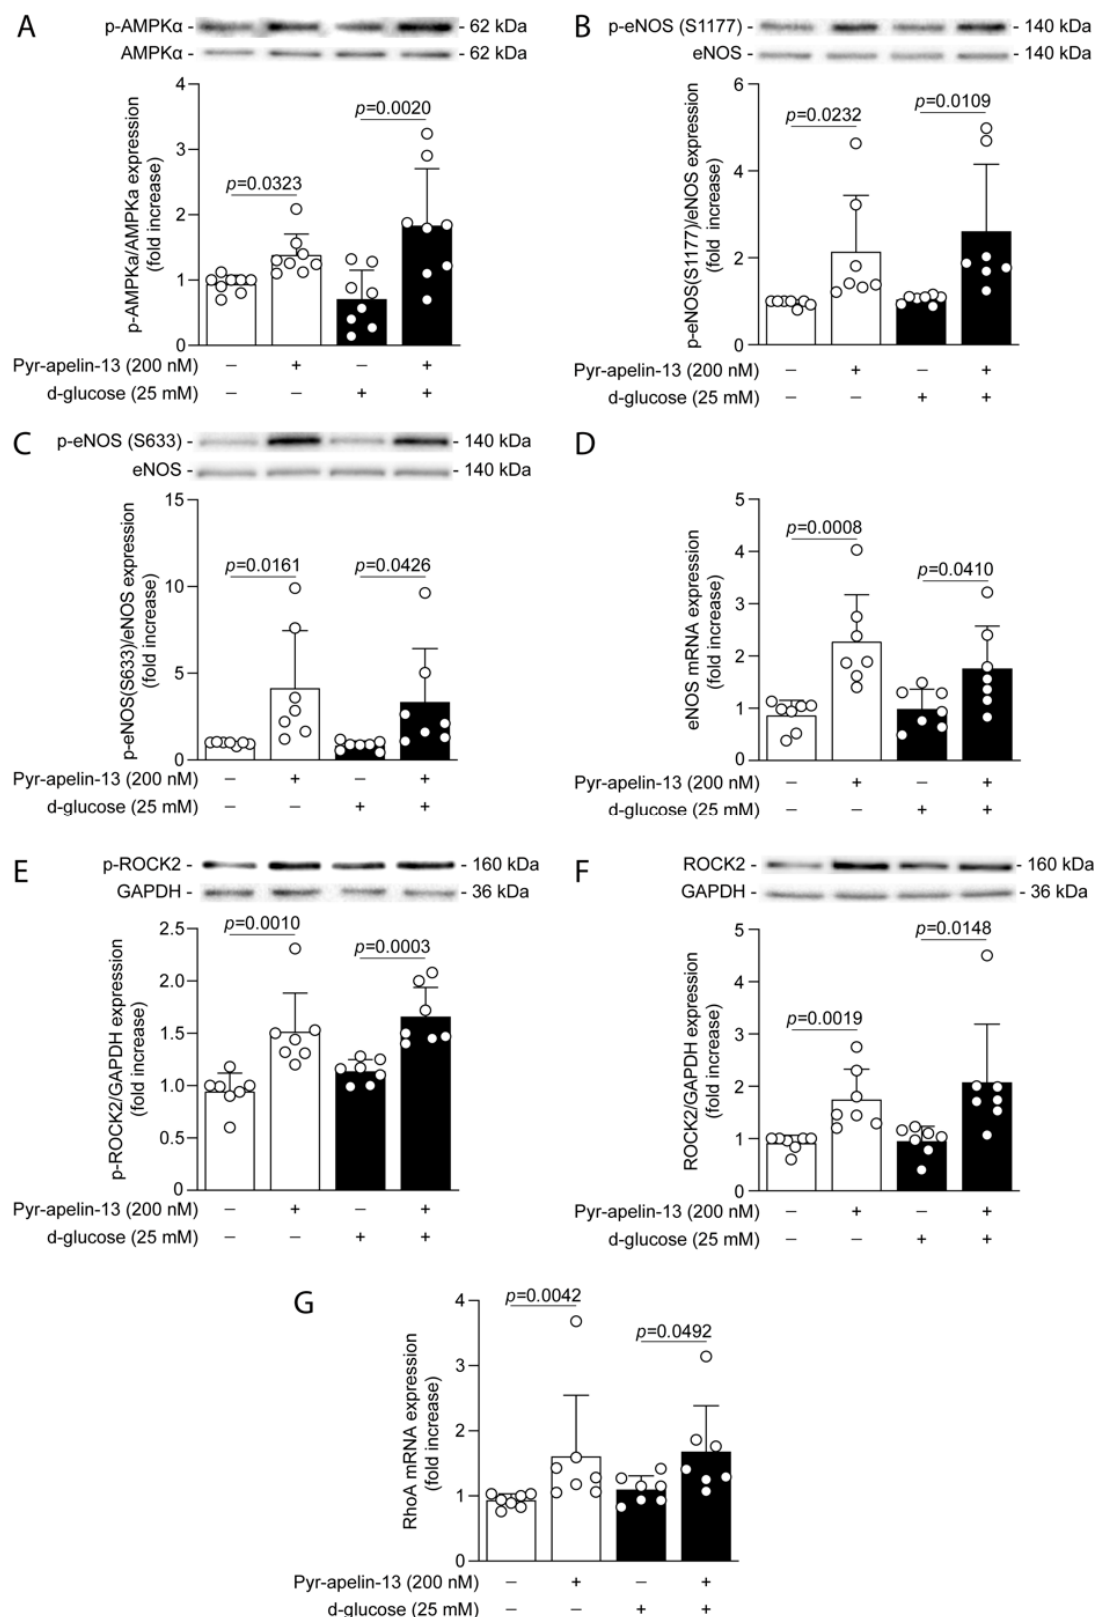 A
p-AMPKα - - 62 kDa
AMPKα - - 62 kDa
p-AMPKa/AMPKa expression
(fold increase)
4
3
2
1
0
p=0.0323
p=0.0020
Pyr-apelin-13 (200 nM) – + – +
d-glucose (25 mM) – – + +
B
p-eNOS (S1177) - - 140 kDa
eNOS - - 140 kDa
p-eNOS(S1177)/eNOS expression
(fold increase)
6
4
2
0
p=0.0232
p=0.0109
Pyr-apelin-13 (200 nM) – + – +
d-glucose (25 mM) – – + +
C
p-eNOS (S633) - - 140 kDa
eNOS - - 140 kDa
p-eNOS(S633)/eNOS expression
(fold increase)
15
10
5
0
p=0.0161
p=0.0426
Pyr-apelin-13 (200 nM) – + – +
d-glucose (25 mM) – – + +
D
eNOS mRNA expression
(fold increase)
5
4
3
2
1
0
p=0.0008
p=0.0410
Pyr-apelin-13 (200 nM) – + – +
d-glucose (25 mM) – – + +
E
p-ROCK2 - - 160 kDa
GAPDH - - 36 kDa
p-ROCK2/GAPDH expression
(fold increase)
2.5
2.0
1.5
1.0
0.5
0
p=0.0010
p=0.0003
Pyr-apelin-13 (200 nM) – + – +
d-glucose (25 mM) – – + +
F
ROCK2 - - 160 kDa
GAPDH - - 36 kDa
ROCK2/GAPDH expression
(fold increase)
5
4
3
2
1
0
p=0.0019
p=0.0148
Pyr-apelin-13 (200 nM) – + – +
d-glucose (25 mM) – – + +
G
RhoA mRNA expression
(fold increase)
4
3
2
1
0
p=0.0042
p=0.0492
Pyr-apelin-13 (200 nM) – + – +
d-glucose (25 mM) – – + +